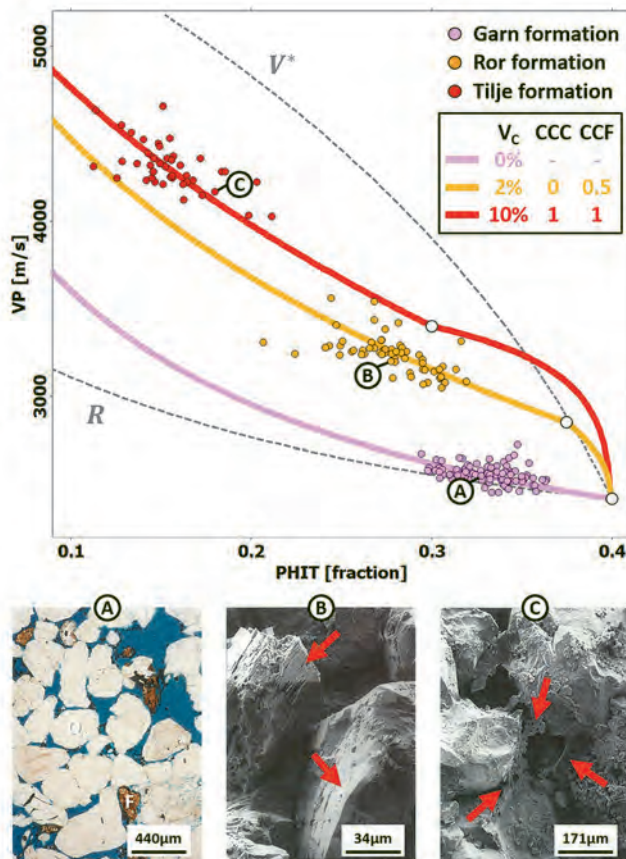 5000
4000
3000
VP [m/s]
V*
R
Garn formation
Ror formation
Tilje formation
V_C CCC CCF
0% - -
2% 0 0.5
10% 1 1
C
B
A
0.1 0.2 0.3 0.4
PHIT [fraction]
A B C
Q
F
440μm 34μm 171μm